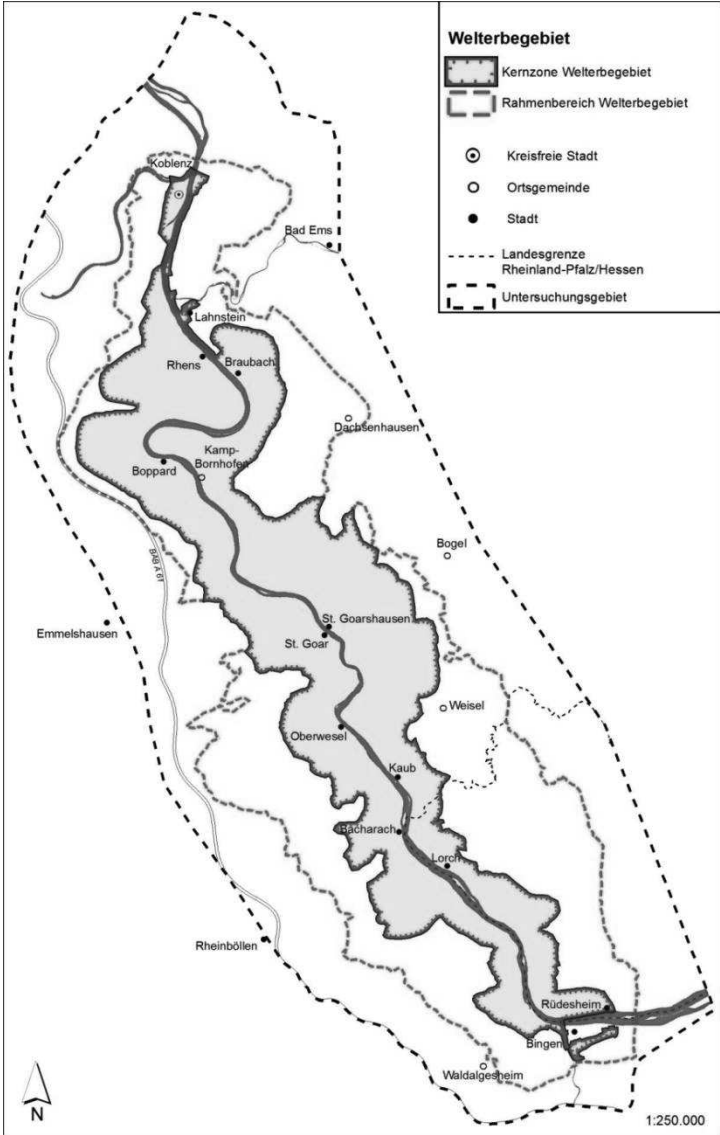 Welterbegebiet
Kernzone Welterbegebiet
Rahmenbereich Welterbegebiet
Kreisfreie Stadt
Ortsgemeinde
Stadt
Landesgrenze
Rheinland-Pfalz/Hessen
Untersuchungsgebiet
Koblenz
Bad Ems
Lahnstein
Rhens
Braubach
Dachsenhausen
Kamp-
Bornhofen
Boppard
Bogel
BAB A 61
Emmelshausen
St. Goarshausen
St. Goar
Weisel
Oberwesel
Kaub
Bacharach
Lorch
Rheinböllen
Rüdesheim
Bingen
Waldalgesheim
N
1:250.000